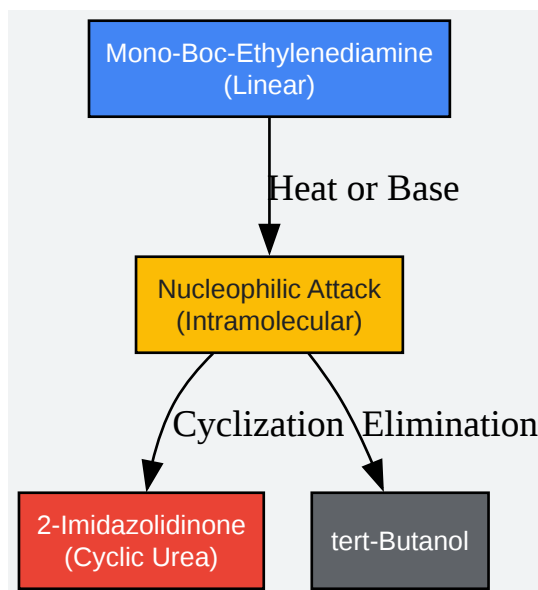 Mono-Boc-Ethylenediamine
(Linear)
Heat or Base
Nucleophilic Attack
(Intramolecular)
Cyclization
Elimination
2-Imidazolidinone
(Cyclic Urea)
tert-Butanol